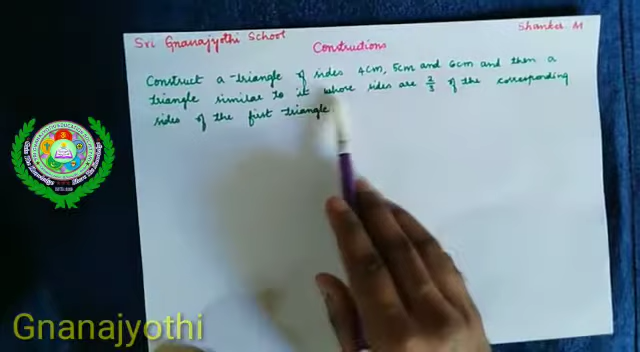 Sri Gnanajyothi School
Shanker M
Constructions
Construct a triangle of sides 4cm, 5cm and 6cm and then a
triangle similar to it whose sides are 2/3 of the corresponding
sides of the first triangle
Gnanajyothi